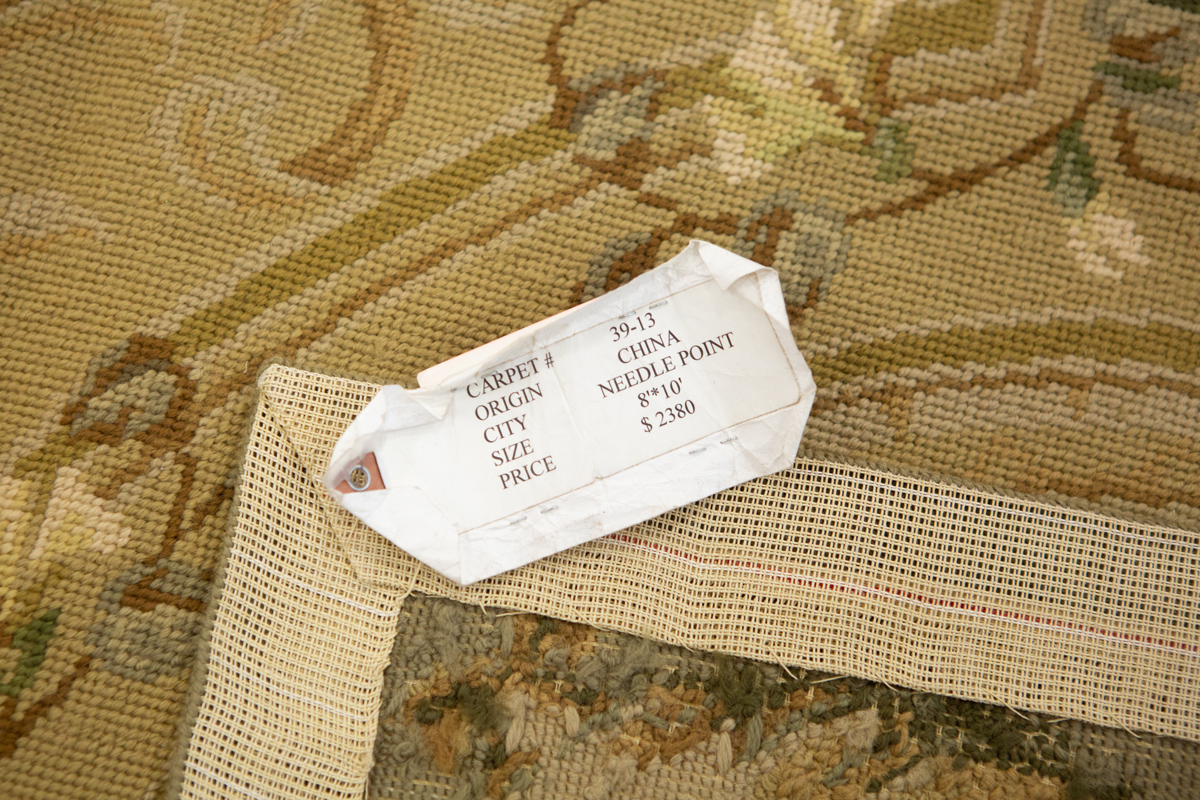 CARPET # 39-13
ORIGIN CHINA
CITY NEEDLE POINT
SIZE 8'*10'
PRICE $ 2380